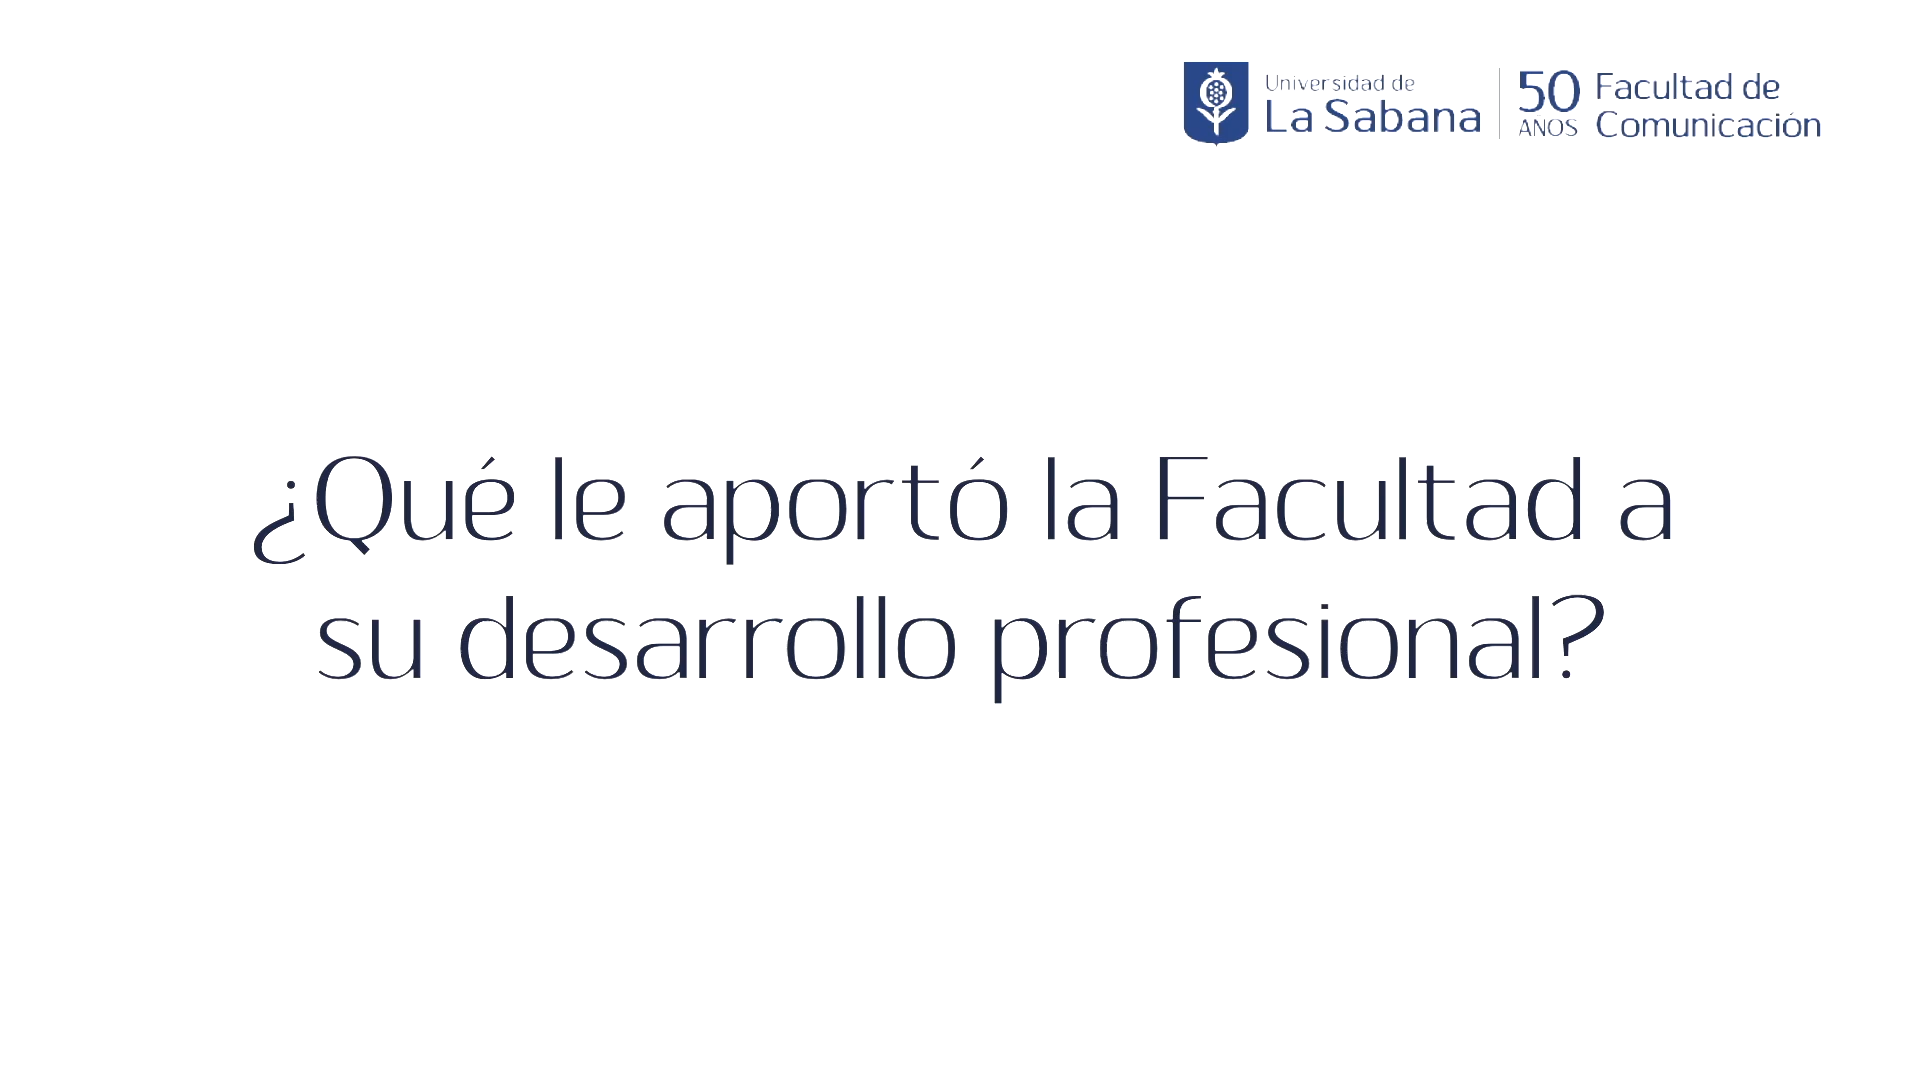 Universidad de
La Sabana
50
AÑOS
Facultad de
Comunicación
¿Qué le aportó la Facultad a
su desarrollo profesional?